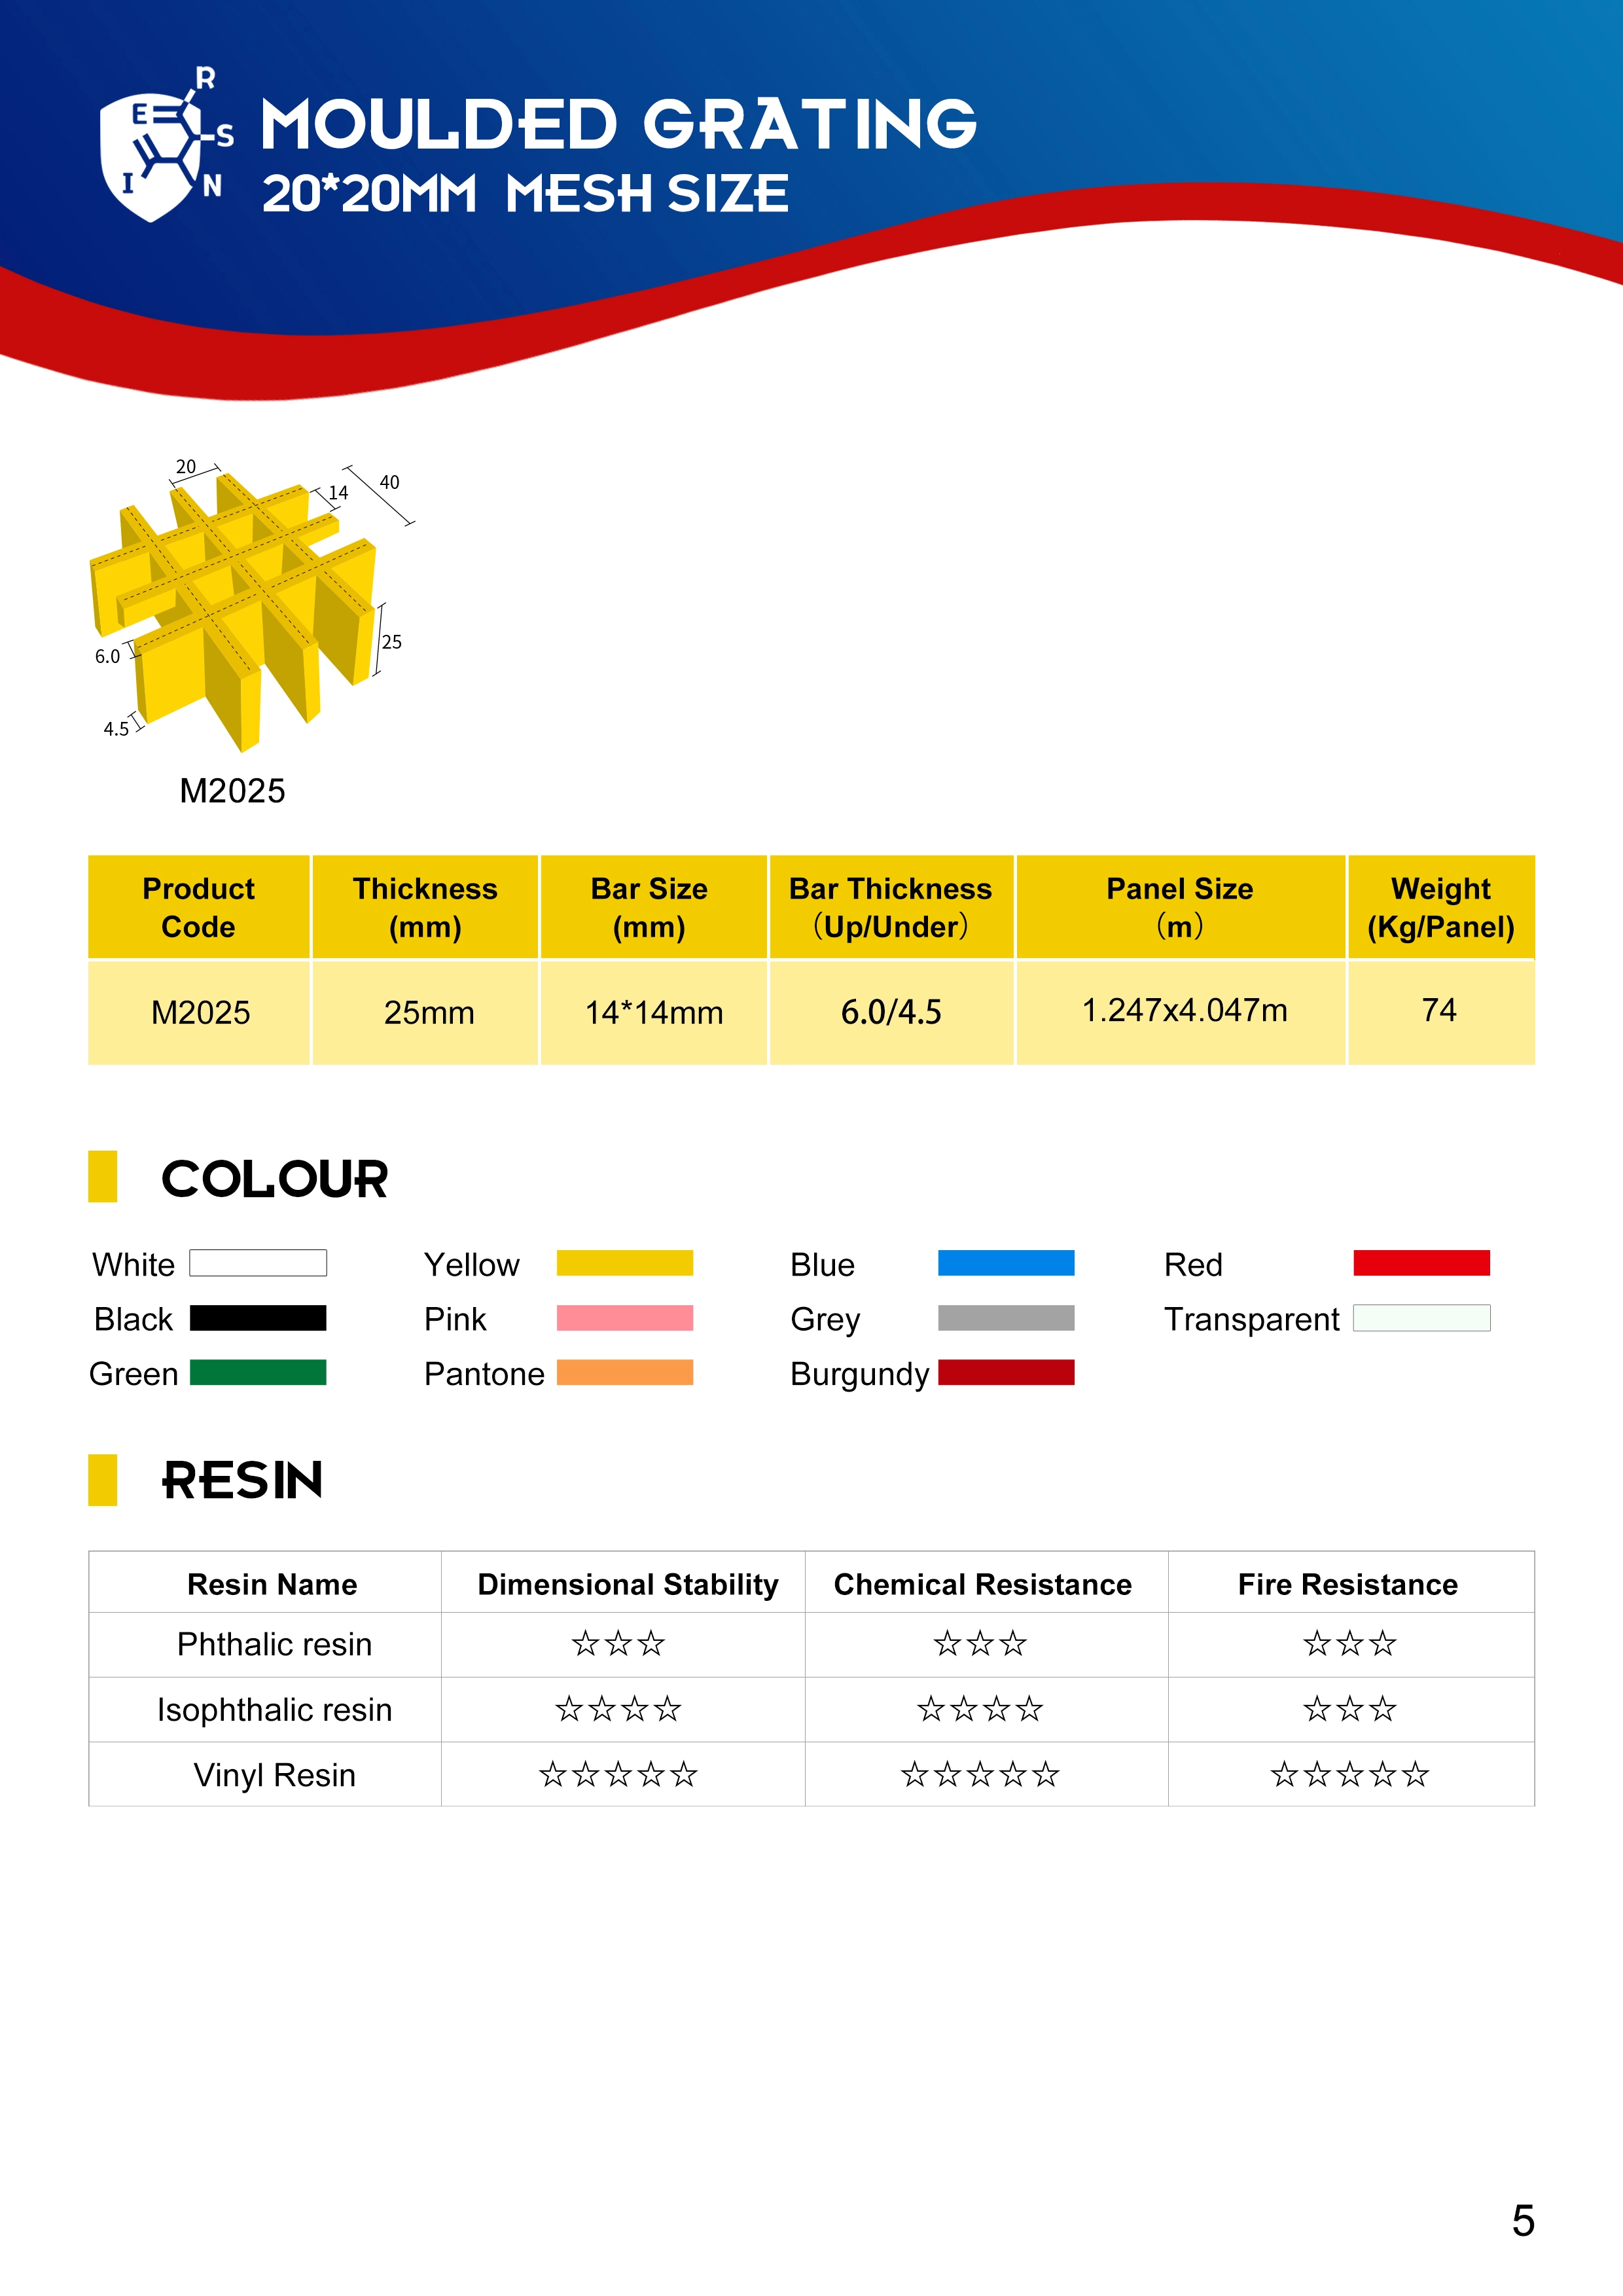 R
E
S
I
N
MOULDED GRATING
20*20MM MESH SIZE
20
14
40
25
6.0
4.5
M2025
Product Code
Thickness (mm)
Bar Size (mm)
Bar Thickness （Up/Under）
Panel Size （m）
Weight (Kg/Panel)
M2025
25mm
14*14mm
6.0/4.5
1.247x4.047m
74
COLOUR
White
Yellow
Blue
Red
Black
Pink
Grey
Transparent
Green
Pantone
Burgundy
RESIN
Resin Name
Dimensional Stability
Chemical Resistance
Fire Resistance
Phthalic resin
☆☆☆
☆☆☆
☆☆☆
Isophthalic resin
☆☆☆☆
☆☆☆☆
☆☆☆
Vinyl Resin
☆☆☆☆☆
☆☆☆☆☆
☆☆☆☆☆
5